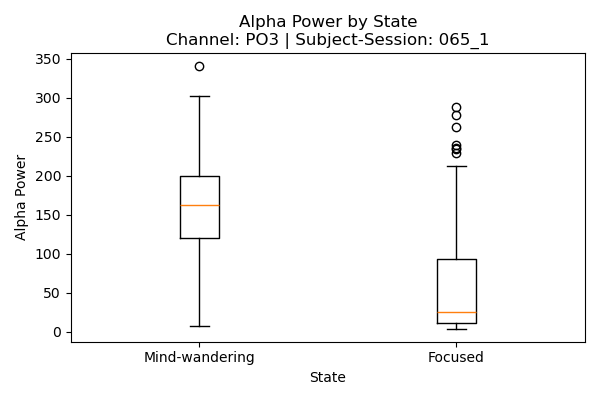 Alpha Power by State
Channel: PO3 | Subject-Session: 065_1
350
300
250
200
150
100
50
0
Alpha Power
Mind-wandering
Focused
State